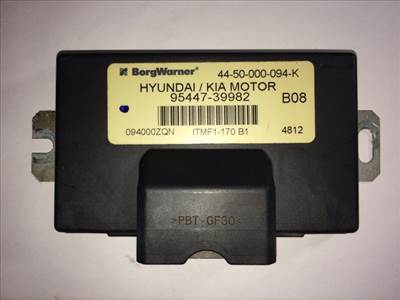 BorgWarner 44-50-000-094-K
HYUNDAI / KIA MOTOR
95447-39982 B08
094000ZQN ITMF1-170 B1 4812
>PBT-GF30<